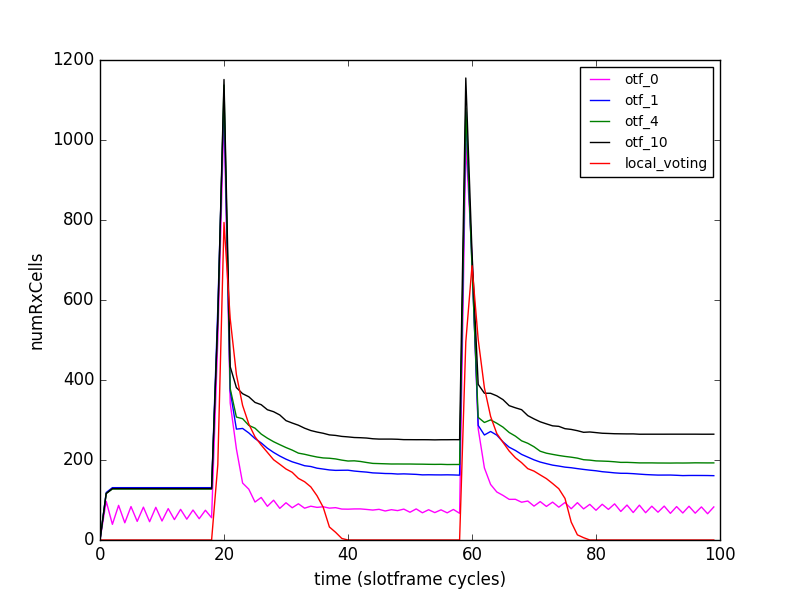 1200
1000
800
600
400
200
0
numRxCells
0 20 40 60 80 100
time (slotframe cycles)
otf_0
otf_1
otf_4
otf_10
local_voting